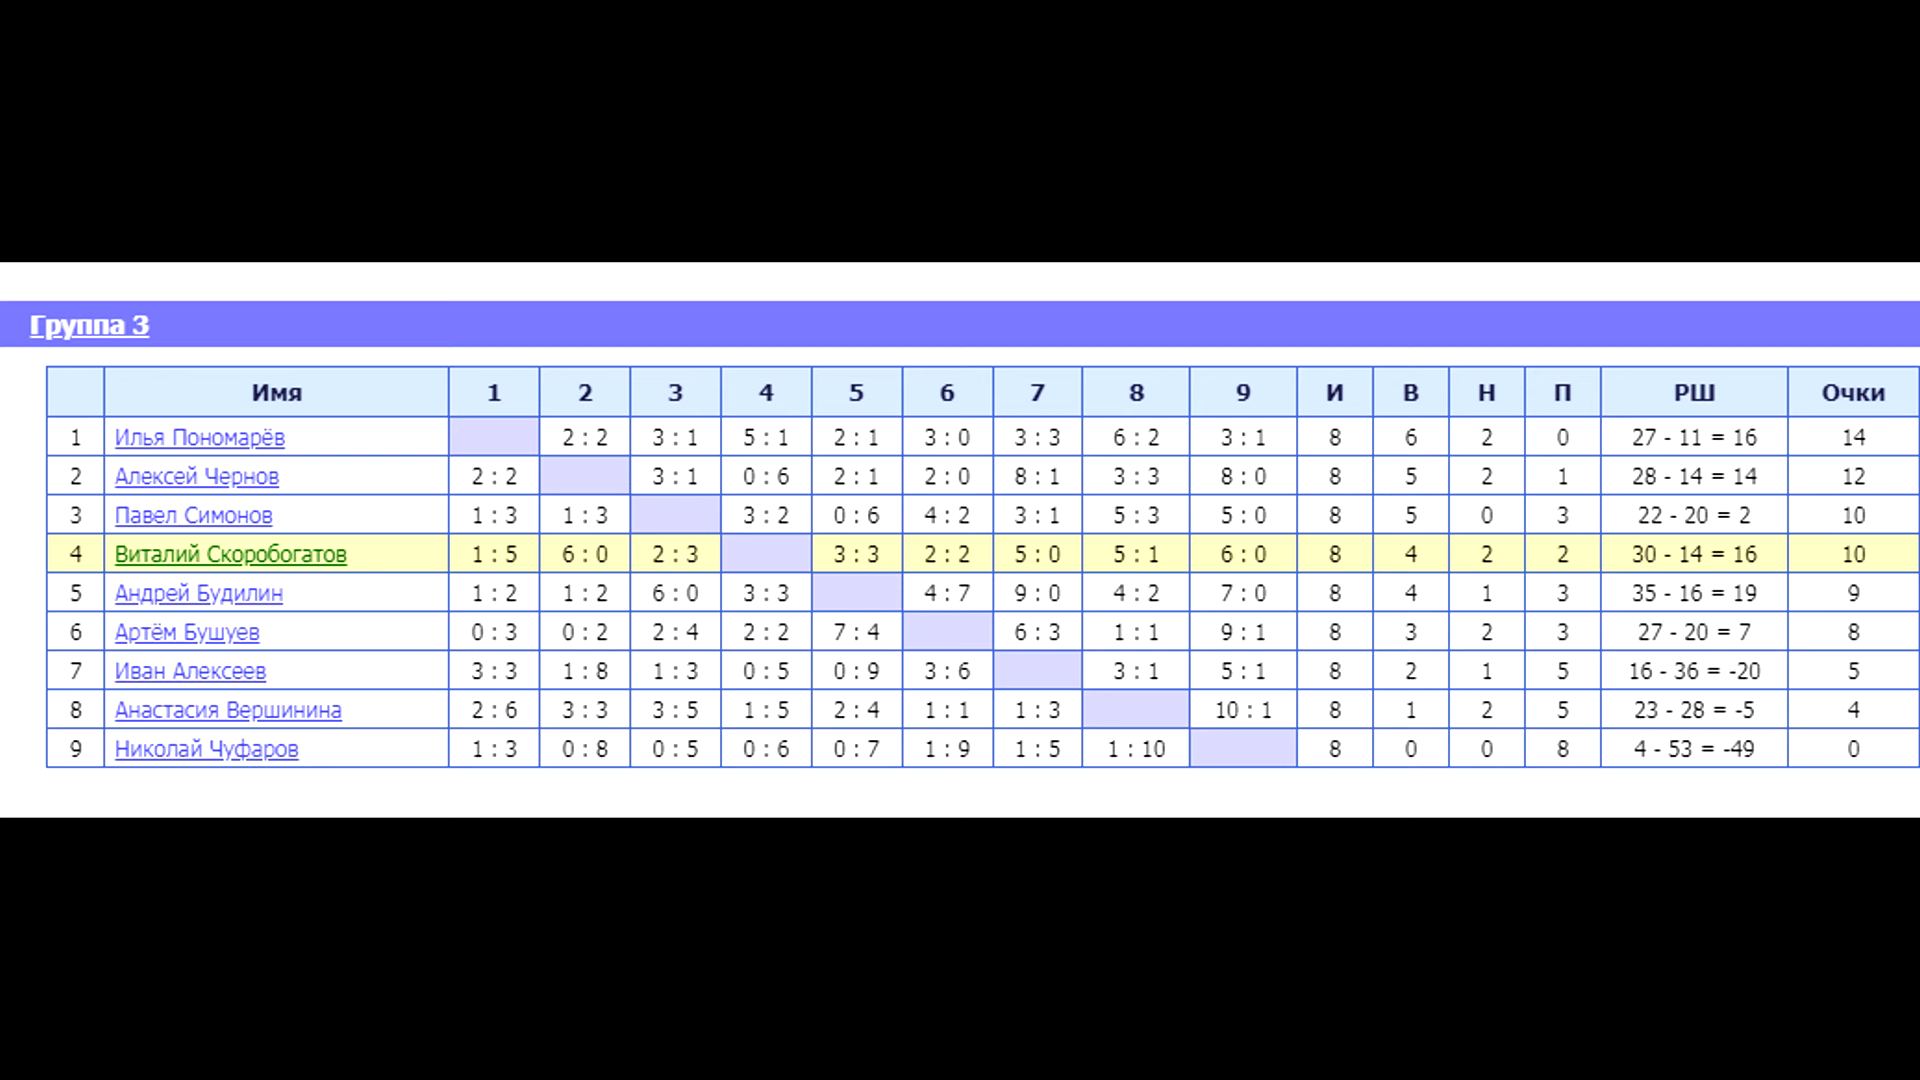 Группа 3
Имя 1 2 3 4 5 6 7 8 9 И В Н П РШ Очки
1 Илья Пономарёв 2 : 2 3 : 1 5 : 1 2 : 1 3 : 0 3 : 3 6 : 2 3 : 1 8 6 2 0 27 - 11 = 16 14
2 Алексей Чернов 2 : 2 3 : 1 0 : 6 2 : 1 2 : 0 8 : 1 3 : 3 8 : 0 8 5 2 1 28 - 14 = 14 12
3 Павел Симонов 1 : 3 1 : 3 3 : 2 0 : 6 4 : 2 3 : 1 5 : 3 5 : 0 8 5 0 3 22 - 20 = 2 10
4 Виталий Скоробогатов 1 : 5 6 : 0 2 : 3 3 : 3 2 : 2 5 : 0 5 : 1 6 : 0 8 4 2 2 30 - 14 = 16 10
5 Андрей Будилин 1 : 2 1 : 2 6 : 0 3 : 3 4 : 7 9 : 0 4 : 2 7 : 0 8 4 1 3 35 - 16 = 19 9
6 Артём Бушуев 0 : 3 0 : 2 2 : 4 2 : 2 7 : 4 6 : 3 1 : 1 9 : 1 8 3 2 3 27 - 20 = 7 8
7 Иван Алексеев 3 : 3 1 : 8 1 : 3 0 : 5 0 : 9 3 : 6 3 : 1 5 : 1 8 2 1 5 16 - 36 = -20 5
8 Анастасия Вершинина 2 : 6 3 : 3 3 : 5 1 : 5 2 : 4 1 : 1 1 : 3 10 : 1 8 1 2 5 23 - 28 = -5 4
9 Николай Чуфаров 1 : 3 0 : 8 0 : 5 0 : 6 0 : 7 1 : 9 1 : 5 1 : 10 8 0 0 8 4 - 53 = -49 0